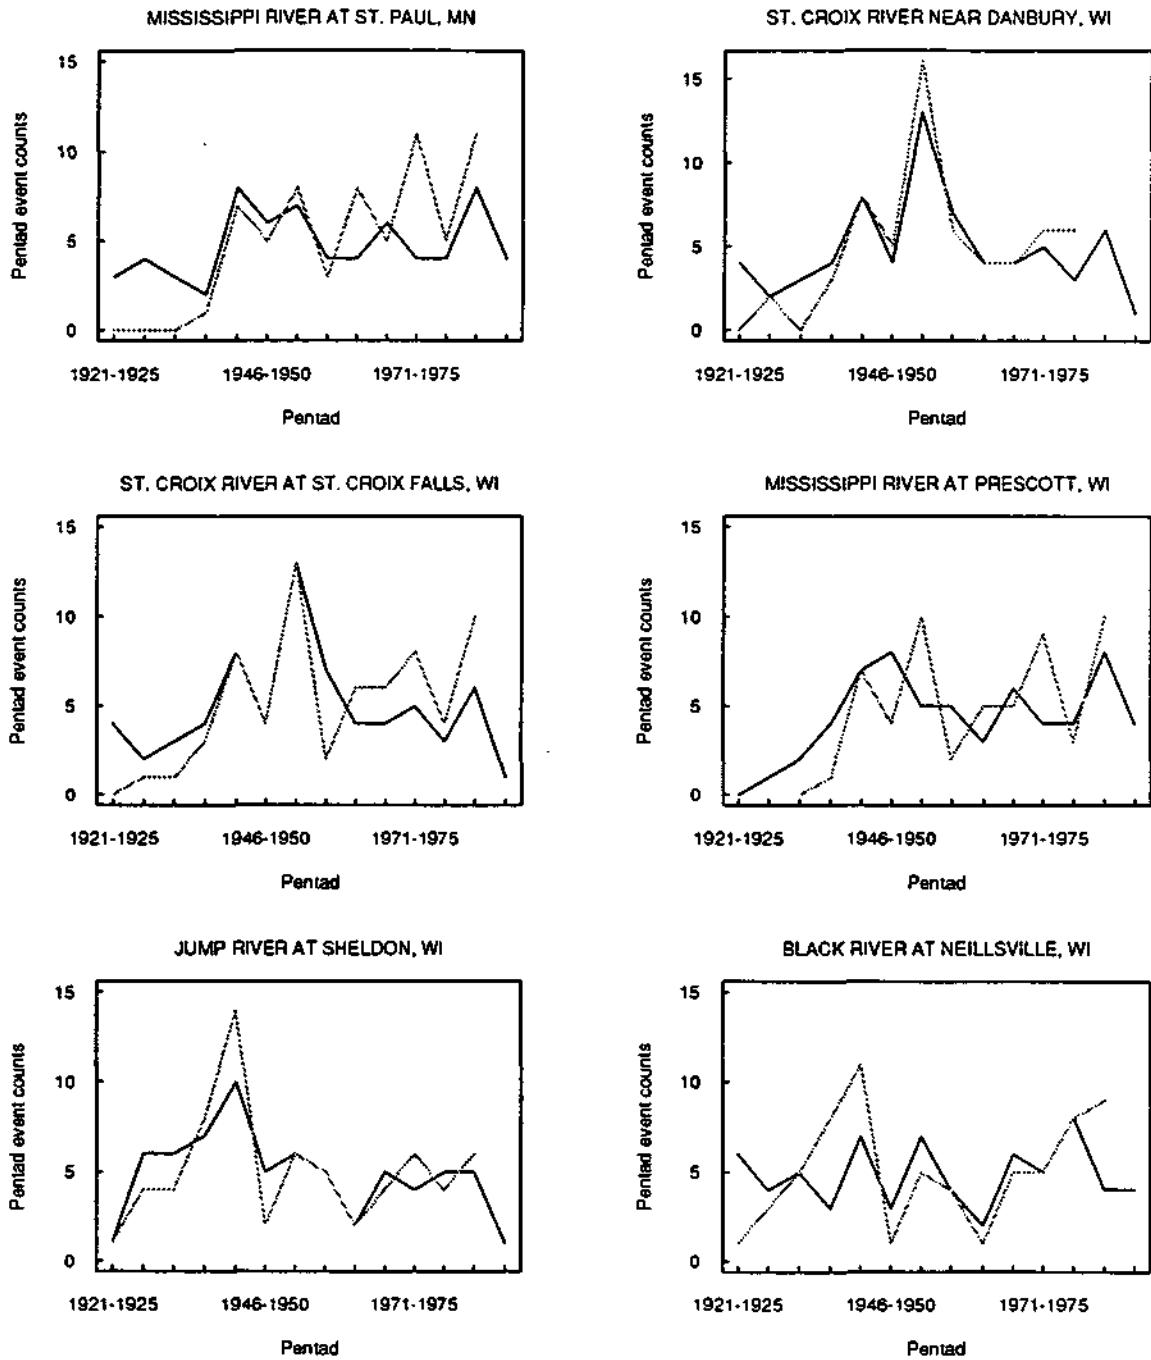 MISSISSIPPI RIVER AT ST. PAUL, MN
Pentad event counts
15
10
5
0
1921-1925
1946-1950
1971-1975
Pentad
ST. CROIX RIVER NEAR DANBURY, WI
Pentad event counts
15
10
5
0
1921-1925
1946-1950
1971-1975
Pentad
ST. CROIX RIVER AT ST. CROIX FALLS, WI
Pentad event counts
15
10
5
0
1921-1925
1946-1950
1971-1975
Pentad
MISSISSIPPI RIVER AT PRESCOTT, WI
Pentad event counts
15
10
5
0
1921-1925
1946-1950
1971-1975
Pentad
JUMP RIVER AT SHELDON, WI
Pentad event counts
15
10
5
0
1921-1925
1946-1950
1971-1975
Pentad
BLACK RIVER AT NEILLSVILLE, WI
Pentad event counts
15
10
5
0
1921-1925
1946-1950
1971-1975
Pentad